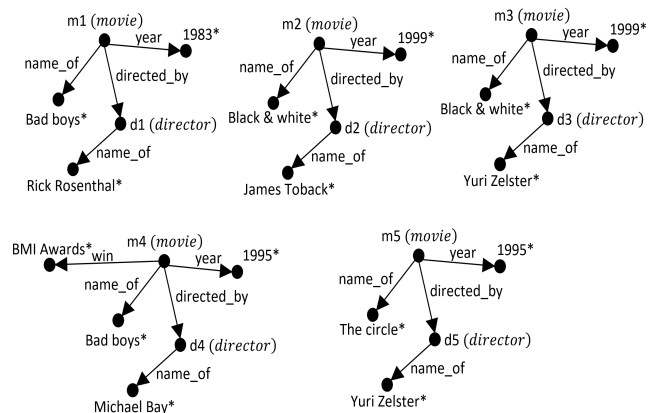 m1 (movie)
year
1983*
name_of
directed_by
Bad boys*
d1 (director)
name_of
Rick Rosenthal*
m2 (movie)
year
1999*
name_of
directed_by
Black & white*
d2 (director)
name_of
James Toback*
m3 (movie)
year
1999*
name_of
directed_by
Black & white*
d3 (director)
name_of
Yuri Zelster*
BMI Awards*
win
m4 (movie)
year
1995*
name_of
directed_by
Bad boys*
d4 (director)
name_of
Michael Bay*
m5 (movie)
year
1995*
name_of
directed_by
The circle*
d5 (director)
name_of
Yuri Zelster*